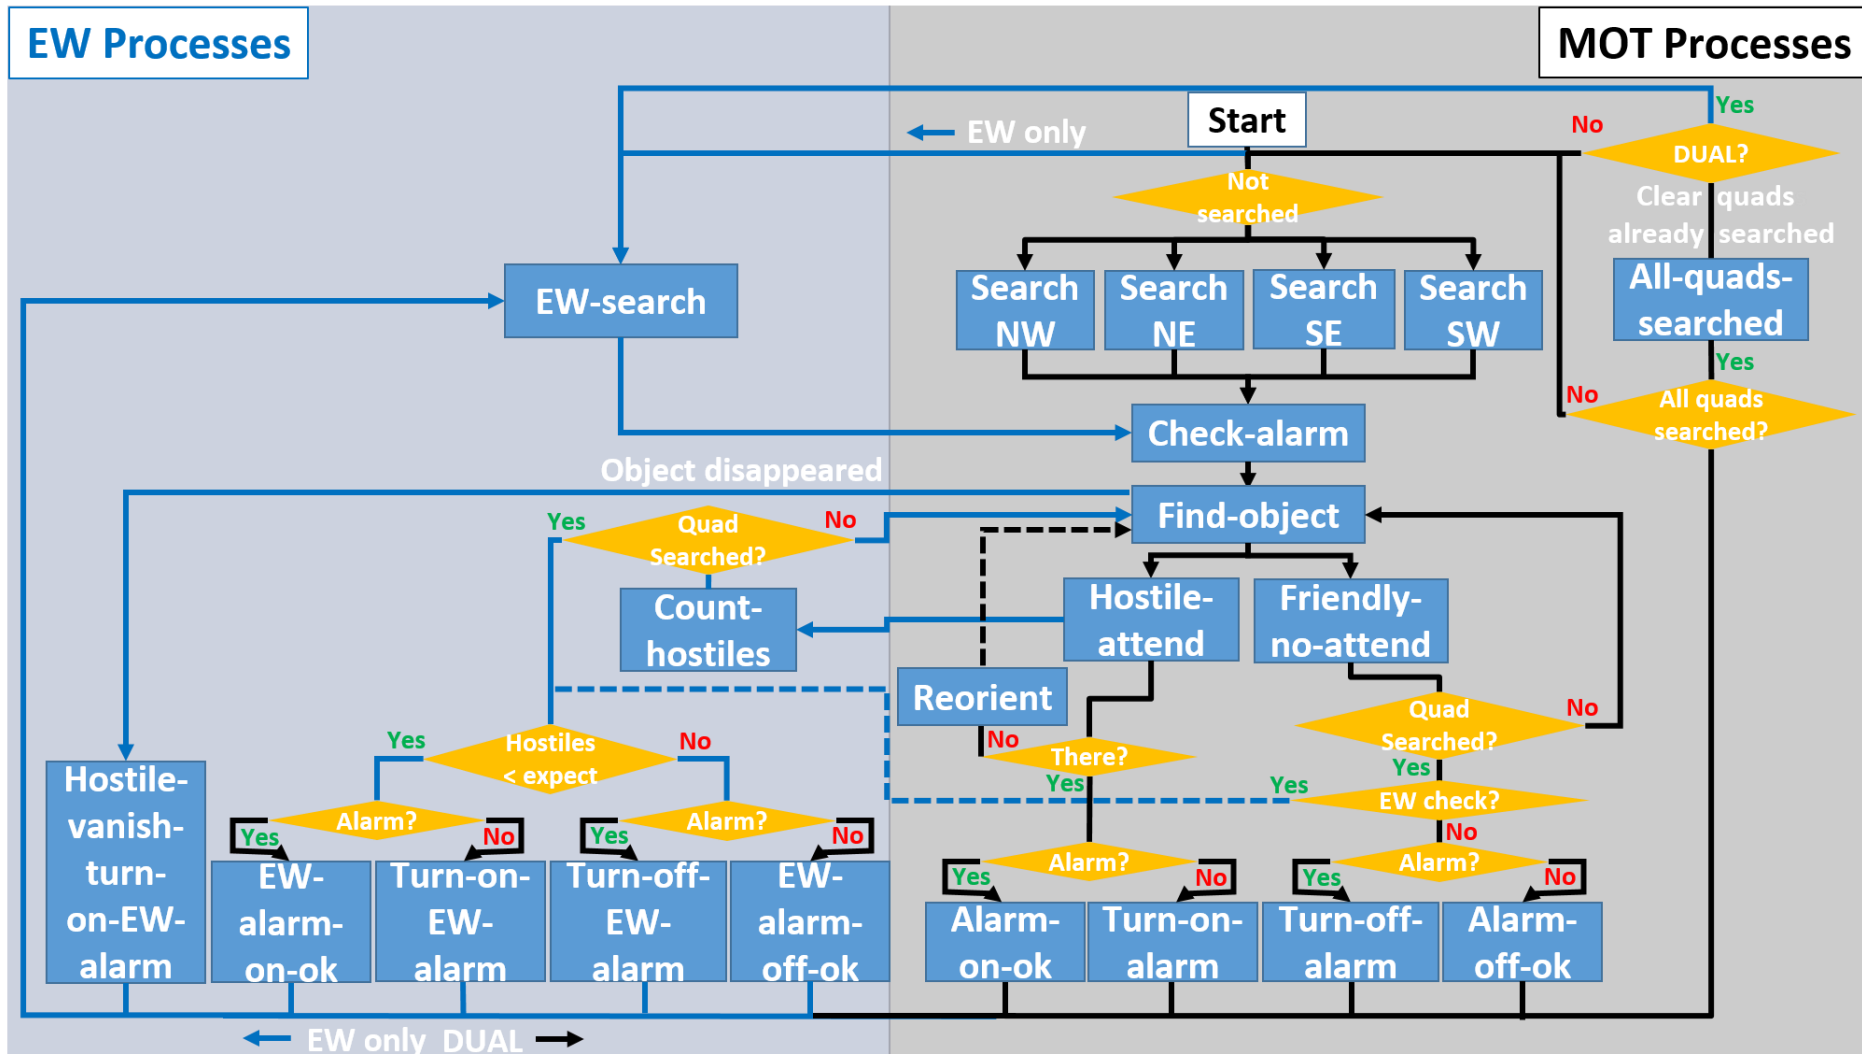 EW Processes
MOT Processes
Start
EW only
Yes
No
DUAL?
Not
searched
Clear quads
already searched
EW-search
Search
NW
Search
NE
Search
SE
Search
SW
All-quads-
searched
Yes
No
All quads
searched?
Check-alarm
Object disappeared
Find-object
Yes
Quad
Searched?
No
Count-
hostiles
Hostile-
attend
Friendly-
no-attend
Reorient
No
There?
Yes
Quad
Searched?
No
Yes
Yes
EW check?
No
Yes
Hostiles
< expect
No
Alarm?
Yes
No
Alarm?
Yes
No
Alarm?
Yes
No
Alarm?
Yes
No
Hostile-
vanish-
turn-
on-EW-
alarm
EW-
alarm-
on-ok
Turn-on-
EW-
alarm
Turn-off-
EW-
alarm
EW-
alarm-
off-ok
Alarm-
on-ok
Turn-on-
alarm
Turn-off-
alarm
Alarm-
off-ok
EW only DUAL